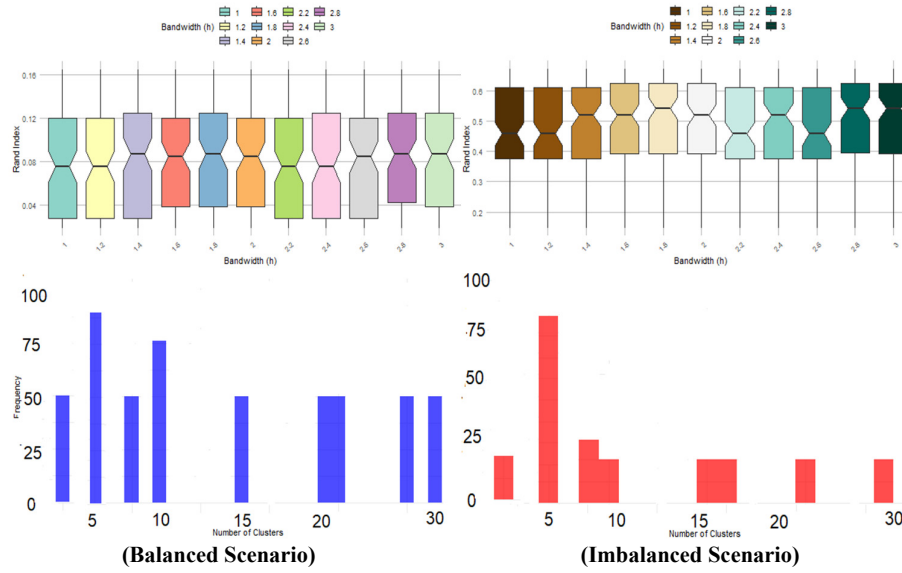 Bandwidth (h) 1 1.6 2.2 2.8
1.2 1.8 2.4 3
1.4 2 2.6
0.16
0.12
0.08
0.04
Rand Index
1 1.2 1.4 1.6 1.8 2 2.2 2.4 2.6 2.8 3
Bandwidth (h)
Bandwidth (h) 1 1.6 2.2 2.8
1.2 1.8 2.4 3
1.4 2 2.6
0.6
0.5
0.4
0.3
0.2
Rand Index
1 1.2 1.4 1.6 1.8 2 2.2 2.4 2.6 2.8 3
Bandwidth (h)
100
75
50
25
0
Frequency
5 10 15 20 30
Number of Clusters
(Balanced Scenario)
100
75
50
25
0
5 10 15 20 30
Number of Clusters
(Imbalanced Scenario)